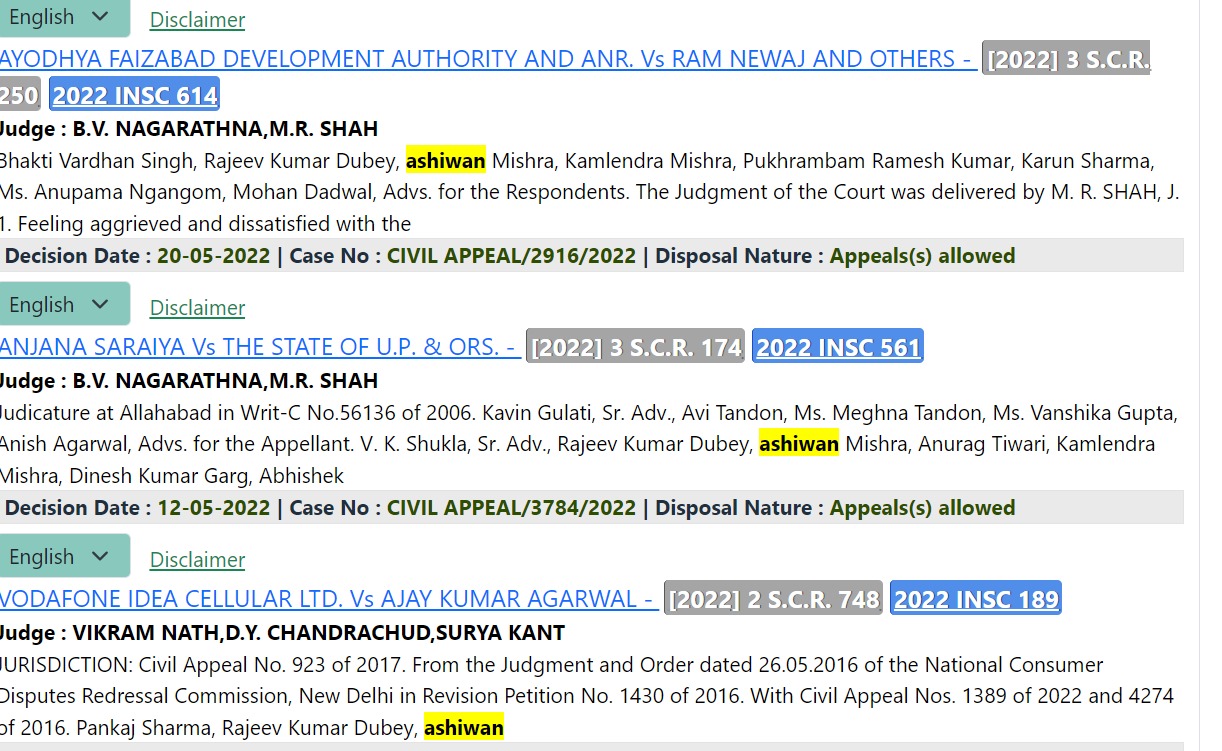 English
Disclaimer
AYODHYA FAIZABAD DEVELOPMENT AUTHORITY AND ANR. Vs RAM NEWAJ AND OTHERS - [2022] 3 S.C.R.
250 2022 INSC 614
Judge : B.V. NAGARATHNA,M.R. SHAH
Bhakti Vardhan Singh, Rajeev Kumar Dubey, ashiwan Mishra, Kamlendra Mishra, Pukhrambam Ramesh Kumar, Karun Sharma,
Ms. Anupama Ngangom, Mohan Dadwal, Advs. for the Respondents. The Judgment of the Court was delivered by M. R. SHAH, J.
1. Feeling aggrieved and dissatisfied with the
Decision Date : 20-05-2022 | Case No : CIVIL APPEAL/2916/2022 | Disposal Nature : Appeals(s) allowed
English
Disclaimer
ANJANA SARAIYA Vs THE STATE OF U.P. & ORS. - [2022] 3 S.C.R. 174 2022 INSC 561
Judge : B.V. NAGARATHNA,M.R. SHAH
Judicature at Allahabad in Writ-C No.56136 of 2006. Kavin Gulati, Sr. Adv., Avi Tandon, Ms. Meghna Tandon, Ms. Vanshika Gupta,
Anish Agarwal, Advs. for the Appellant. V. K. Shukla, Sr. Adv., Rajeev Kumar Dubey, ashiwan Mishra, Anurag Tiwari, Kamlendra
Mishra, Dinesh Kumar Garg, Abhishek
Decision Date : 12-05-2022 | Case No : CIVIL APPEAL/3784/2022 | Disposal Nature : Appeals(s) allowed
English
Disclaimer
VODAFONE IDEA CELLULAR LTD. Vs AJAY KUMAR AGARWAL - [2022] 2 S.C.R. 748 2022 INSC 189
Judge : VIKRAM NATH,D.Y. CHANDRACHUD,SURYA KANT
JURISDICTION: Civil Appeal No. 923 of 2017. From the Judgment and Order dated 26.05.2016 of the National Consumer
Disputes Redressal Commission, New Delhi in Revision Petition No. 1430 of 2016. With Civil Appeal Nos. 1389 of 2022 and 4274
of 2016. Pankaj Sharma, Rajeev Kumar Dubey, ashiwan